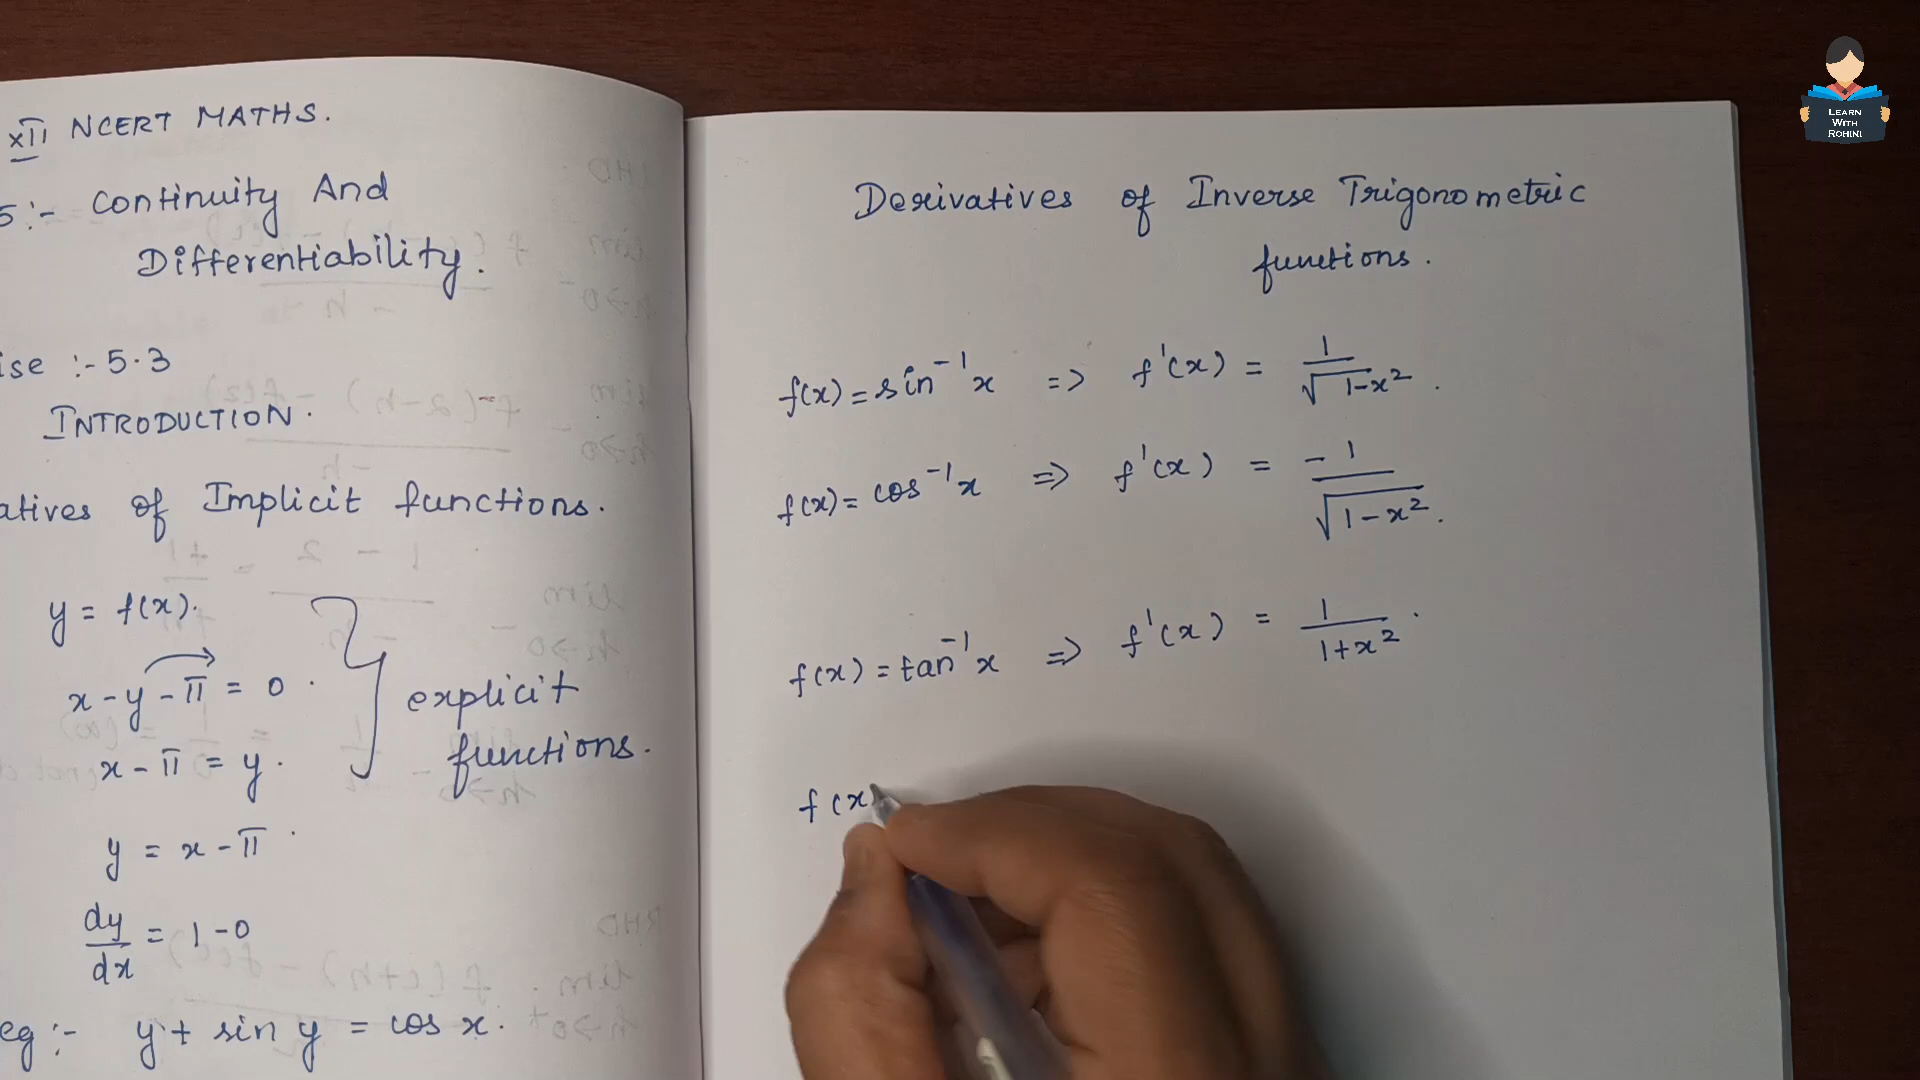 XII NCERT MATHS.
5:- Continuity And
Differentiability.
ise :- 5.3
INTRODUCTION.
atives of Implicit functions.
y = f(x).
x - y - π = 0.
x - π = y.
explicit
functions.
y = x - π
dy/dx = 1 - 0
eg:- y + sin y = cos x.
Derivatives of Inverse Trigonometric
functions.
f(x) = sin⁻¹x => f'(x) = 1/√1-x².
f(x) = cos⁻¹x => f'(x) = -1/√1-x².
f(x) = tan⁻¹x => f'(x) = 1/1+x².
f(x)
LEARN
WITH
ROHINI